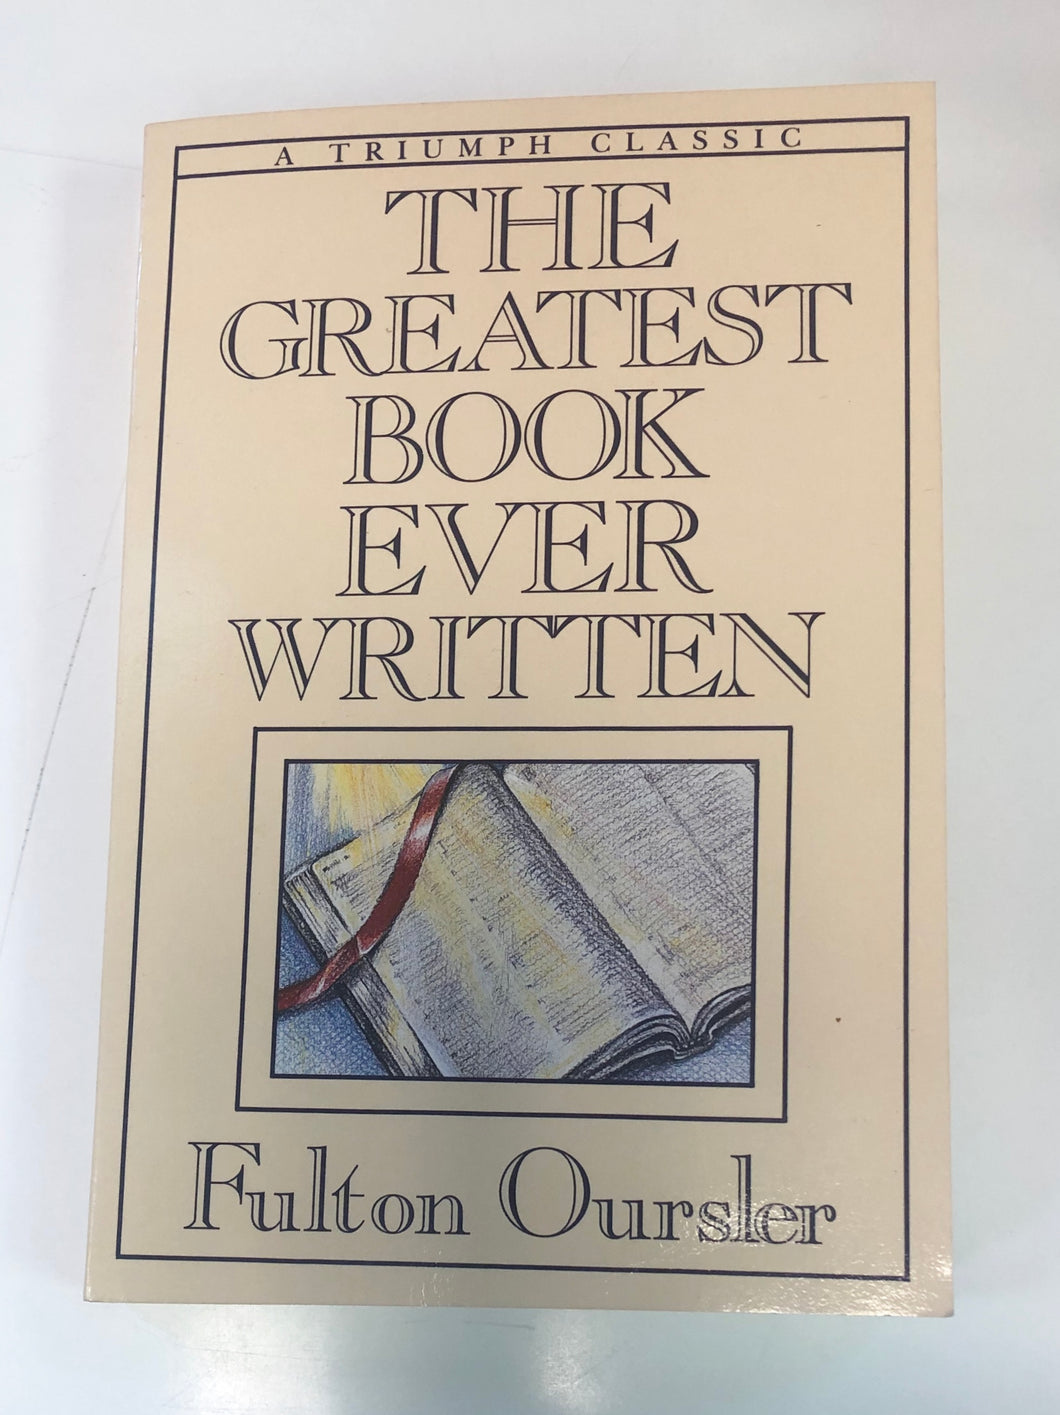 A TRIUMPH CLASSIC
THE
GREATEST
BOOK
EVER
WRITTEN
Fulton Oursler